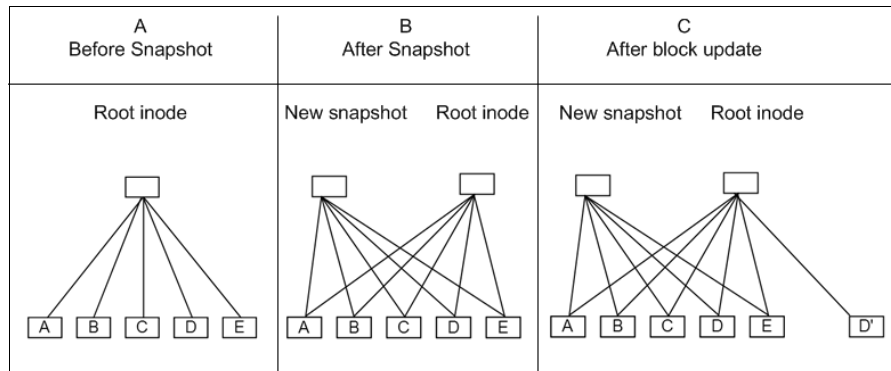 A
Before Snapshot
B
After Snapshot
C
After block update
Root inode
New snapshot Root inode
New snapshot Root inode
A B C D E
A B C D E
A B C D E D'